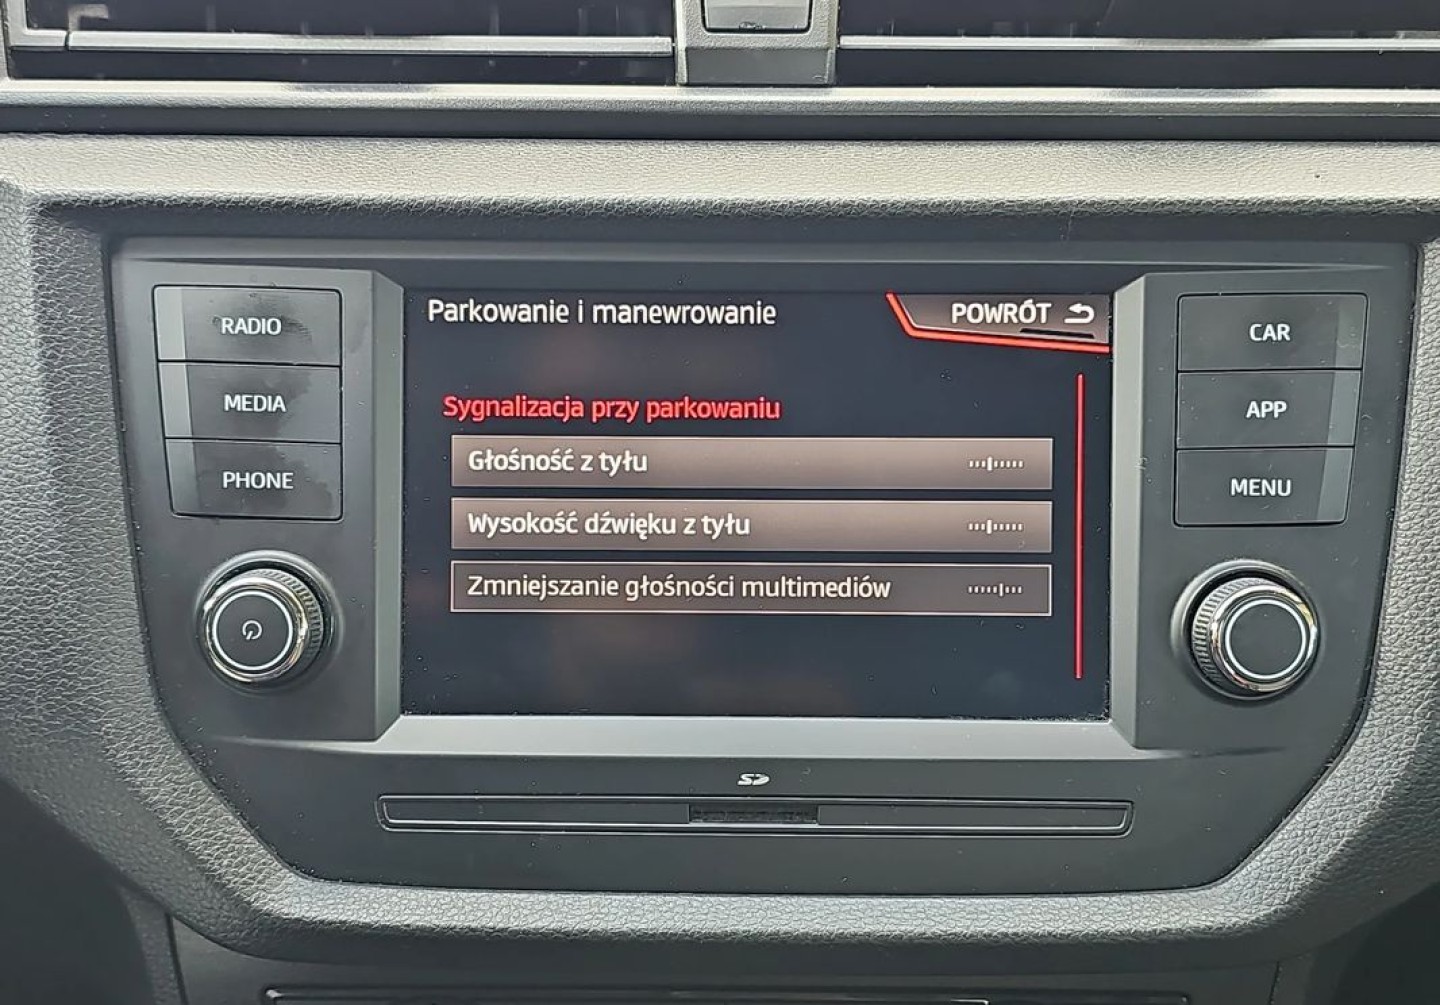 Parkowanie i manewrowanie
POWRÓT
RADIO
CAR
MEDIA
Sygnalizacja przy parkowaniu
APP
Głośność z tyłu
PHONE
MENU
Wysokość dźwięku z tyłu
Zmniejszanie głośności multimediów
SD